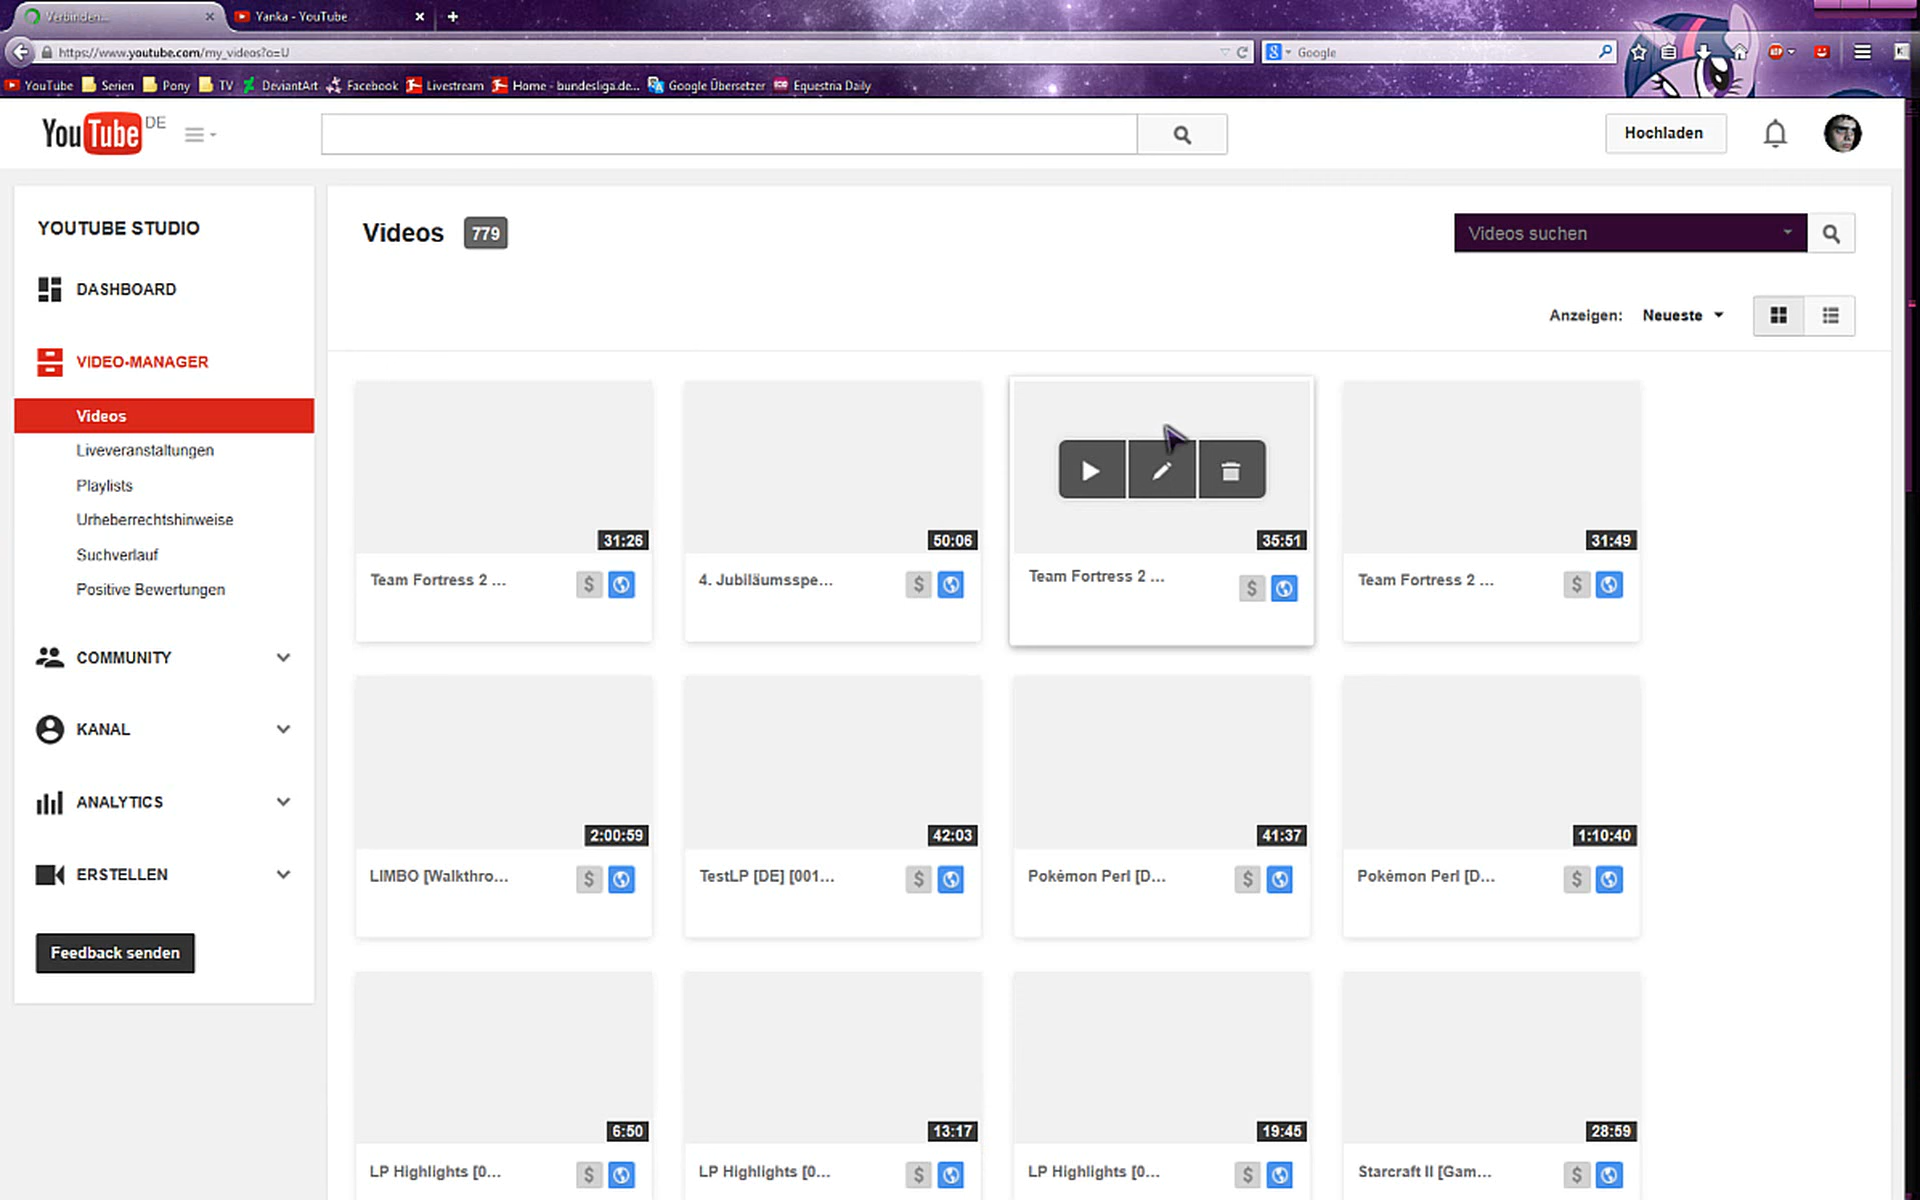 Verbinden...
Yanka - YouTube
https://www.youtube.com/my_videos?o=U
Google
YouTube Serien Pony TV DeviantArt Facebook Livestream Home - bundesliga.de... Google Übersetzer Equestria Daily
YouTube DE
Hochladen
YOUTUBE STUDIO
DASHBOARD
VIDEO-MANAGER
Videos
Liveveranstaltungen
Playlists
Urheberrechtshinweise
Suchverlauf
Positive Bewertungen
COMMUNITY
KANAL
ANALYTICS
ERSTELLEN
Feedback senden
Videos 779
Videos suchen
Anzeigen: Neueste
31:26 50:06 35:51 31:49
Team Fortress 2 ... $ 4. Jubiläumsspe... $ Team Fortress 2 ... $ Team Fortress 2 ... $
2:00:59 42:03 41:37 1:10:40
LIMBO [Walkthro... $ TestLP [DE] [001... $ Pokémon Perl [D... $ Pokémon Perl [D... $
6:50 13:17 19:45 28:59
LP Highlights [0... $ LP Highlights [0... $ LP Highlights [0... $ Starcraft II [Gam... $